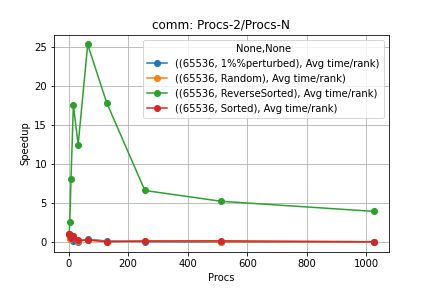 comm: Procs-2/Procs-N
None,None
((65536, 1%%perturbed), Avg time/rank)
((65536, Random), Avg time/rank)
((65536, ReverseSorted), Avg time/rank)
((65536, Sorted), Avg time/rank)
Speedup
25
20
15
10
5
0
0 200 400 600 800 1000
Procs